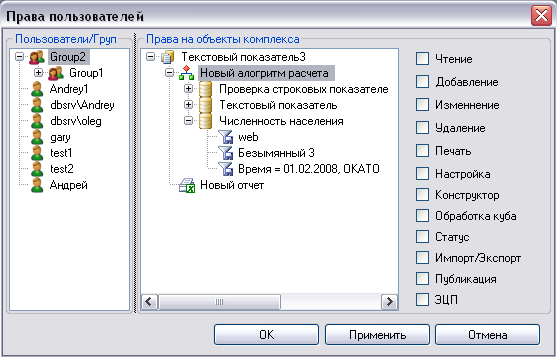 Права пользователей
Пользователи/Груп
Group2
Group1
Andrey1
dbsrv\Andrey
dbsrv\oleg
gary
test1
test2
Андрей
Права на объекты комплекса
Текстовый показатель3
Новый алогритм расчета
Проверка строковых показателе
Текстовый показатель
Численность населения
web
Безымянный 3
Время = 01.02.2008, ОКАТО
Новый отчет
Чтение
Добавление
Изменнение
Удаление
Печать
Настройка
Конструктор
Обработка куба
Статус
Импорт/Экспорт
Публикация
ЭЦП
OK
Применить
Отмена